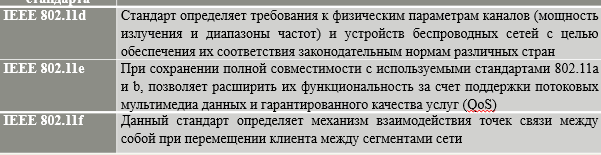 стандарта
IEEE 802.11d Стандарт определяет требования к физическим параметрам каналов (мощность
излучения и диапазоны частот) и устройств беспроводных сетей с целью
обеспечения их соответствия законодательным нормам различных стран
IEEE 802.11e При сохранении полной совместимости с используемыми стандартами 802.11a
и b, позволяет расширить их функциональность за счет поддержки потоковых
мультимедиа данных и гарантированного качества услуг (QoS)
IEEE 802.11f Данный стандарт определяет механизм взаимодействия точек связи между
собой при перемещении клиента между сегментами сети